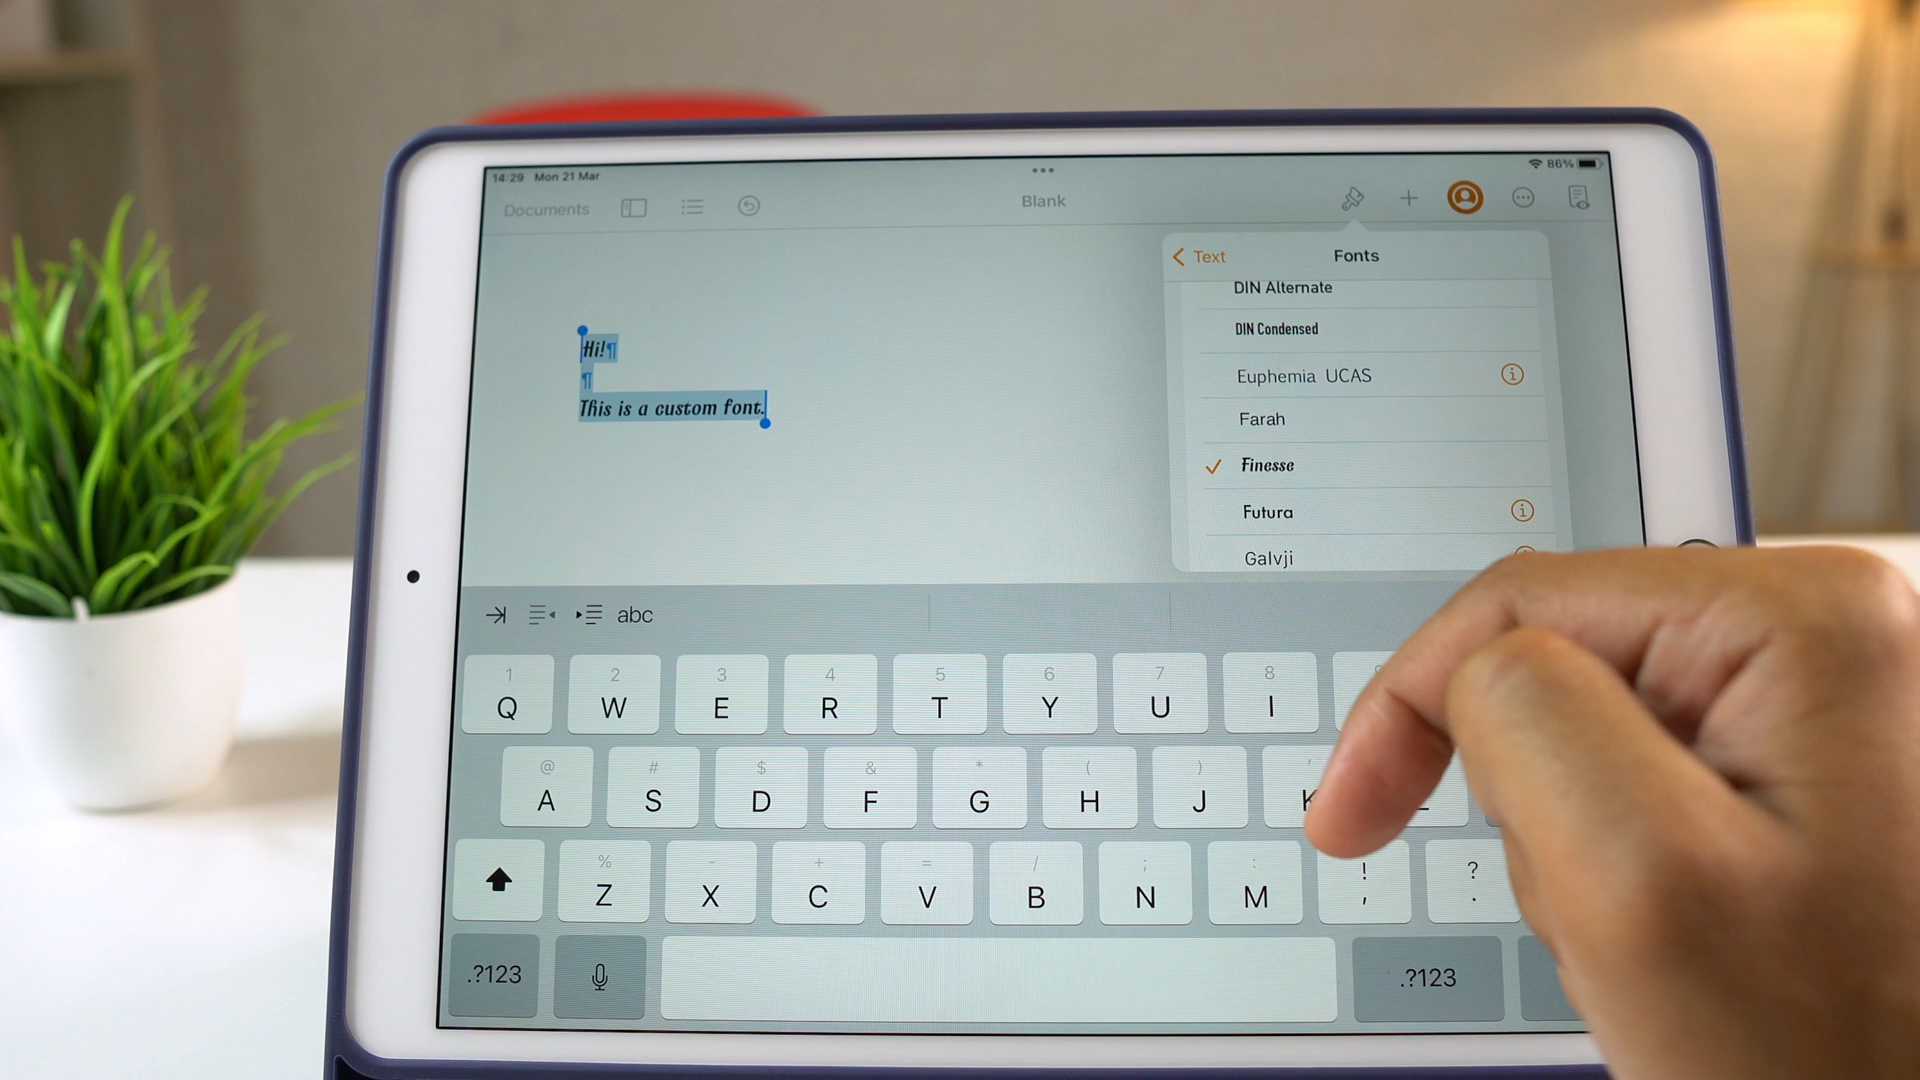 14:29 Mon 21 Mar
86%
Documents
Blank
Text
Fonts
DIN Alternate
DIN Condensed
Euphemia UCAS
Farah
Finesse
Futura
Galvji
Hi!¶
¶
This is a custom font.
abc
1 2 3 4 5 6 7 8
Q W E R T Y U I
@ # $ & * ( ) '
A S D F G H J K
% - + = / ; : ! ?
Z X C V B N M , .
.?123
.?123